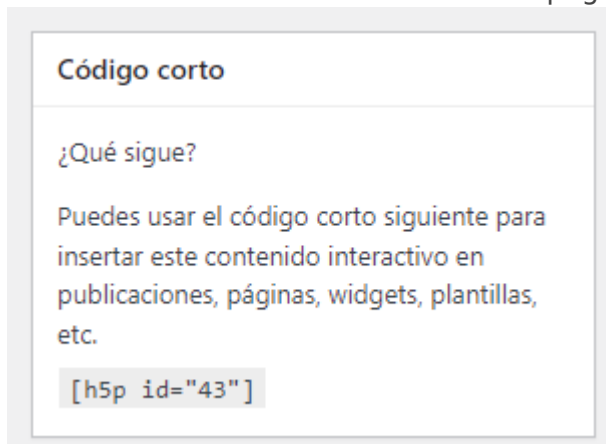 Código corto
¿Qué sigue?
Puedes usar el código corto siguiente para
insertar este contenido interactivo en
publicaciones, páginas, widgets, plantillas,
etc.
[h5p id="43"]